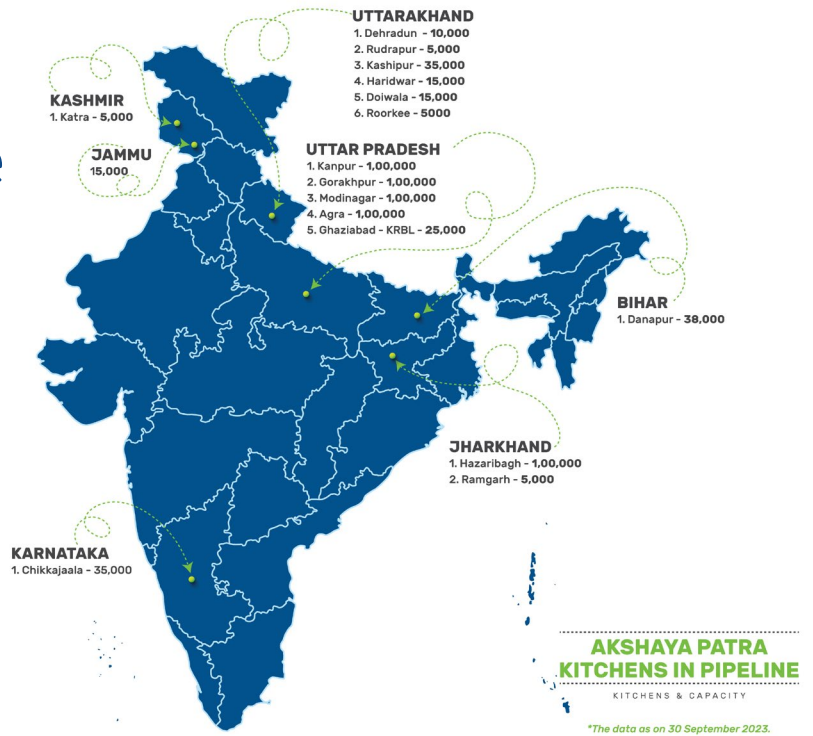 UTTARAKHAND
1. Dehradun - 10,000
2. Rudrapur - 5,000
3. Kashipur - 35,000
4. Haridwar - 15,000
5. Doiwala - 15,000
6. Roorkee - 5000
KASHMIR
1. Katra - 5,000
JAMMU
15,000
UTTAR PRADESH
1. Kanpur - 1,00,000
2. Gorakhpur - 1,00,000
3. Modinagar - 1,00,000
4. Agra - 1,00,000
5. Ghaziabad - KRBL - 25,000
BIHAR
1. Danapur - 38,000
JHARKHAND
1. Hazaribagh - 1,00,000
2. Ramgarh - 5,000
KARNATAKA
1. Chikkajaala - 35,000
AKSHAYA PATRA
KITCHENS IN PIPELINE
KITCHENS & CAPACITY
*The data as on 30 September 2023.